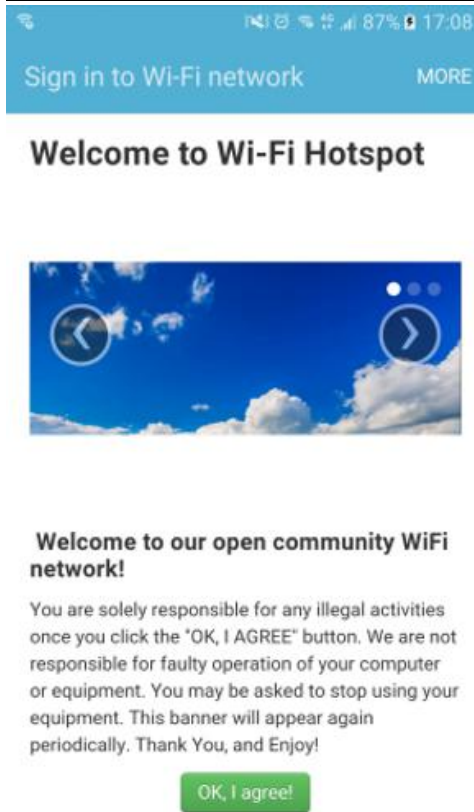 87% 17:08
Sign in to Wi-Fi network MORE
Welcome to Wi-Fi Hotspot
Welcome to our open community WiFi
network!
You are solely responsible for any illegal activities
once you click the "OK, I AGREE" button. We are not
responsible for faulty operation of your computer
or equipment. You may be asked to stop using your
equipment. This banner will appear again
periodically. Thank You, and Enjoy!
OK, I agree!